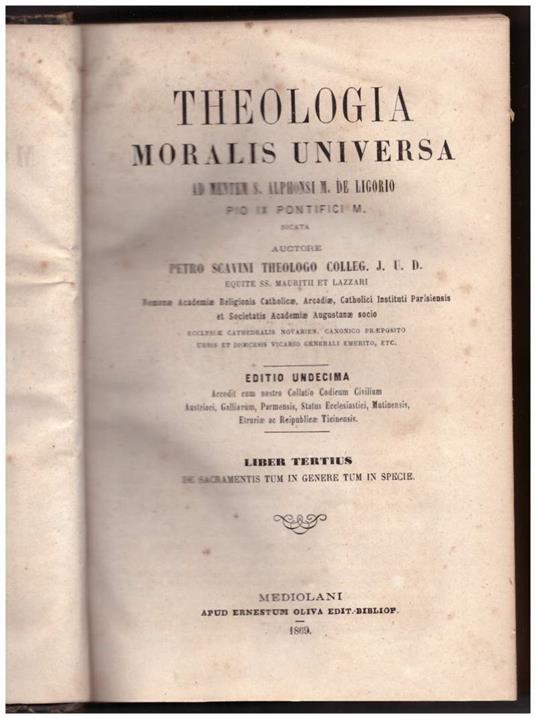 THEOLOGIA
MORALIS UNIVERSA
AD MENTEM S. ALPHONSI M. DE LIGORIO
PIO IX PONTIFICI M.
DICATA
AUCTORE
PETRO SCAVINI THEOLOGO COLLEG. J. U. D.
EQUITE SS. MAURITII ET LAZZARI
Romanæ Academiæ Religionis Catholicæ, Arcadiæ, Catholici Instituti Parisiensis
et Societatis Academiæ Augustanæ socio
ECCLESIÆ CATHEDRALIS NOVARIEN. CANONICO PRÆPOSITO
URBIS ET DIŒCESIS VICARIO GENERALI EMERITO, ETC.
EDITIO UNDECIMA
Accedit cum nostro Collatio Codicum Civilium
Austriaci, Galliarum, Parmensis, Status Ecclesiastici, Mutinensis,
Etruriæ ac Reipublicæ Ticinensis.
LIBER TERTIUS
DE SACRAMENTIS TUM IN GENERE TUM IN SPECIE.
MEDIOLANI
APUD ERNESTUM OLIVA EDIT.-BIBLIOP.
1869.